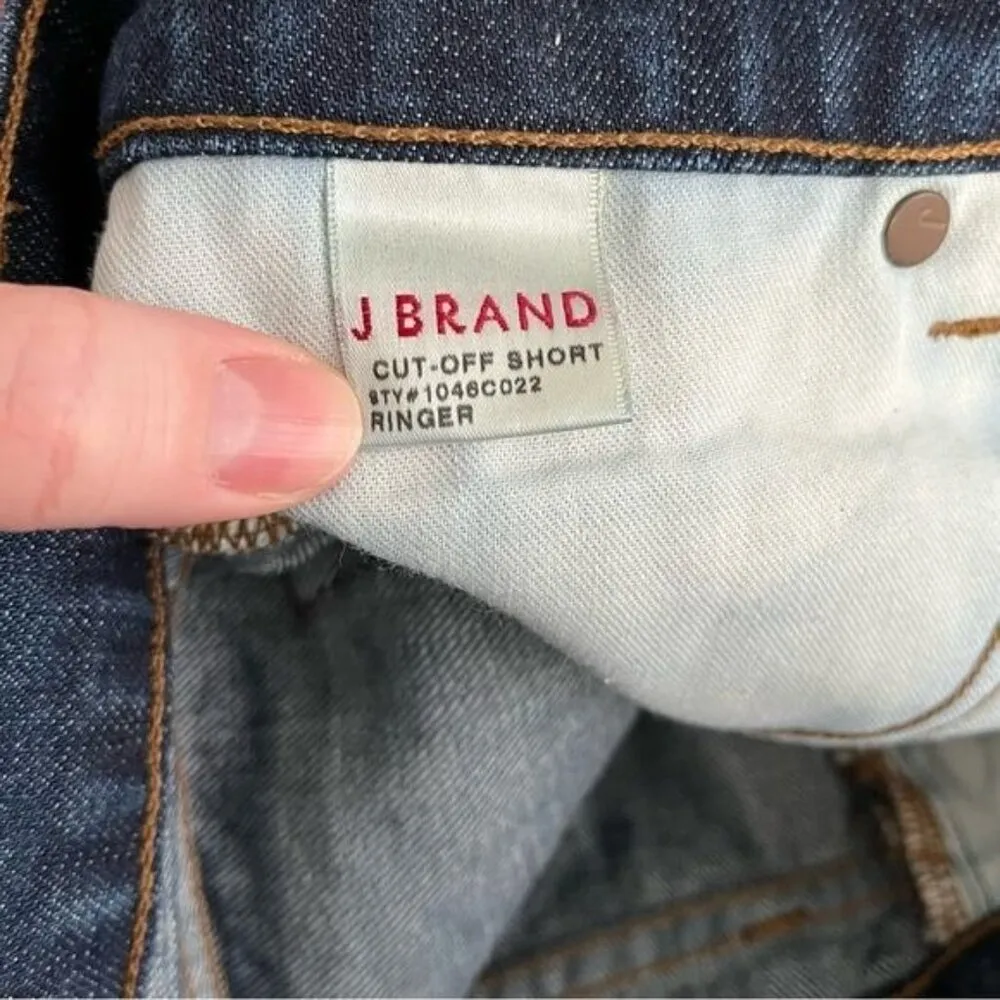 J BRAND
CUT-OFF SHORT
STY#1046C022
RINGER